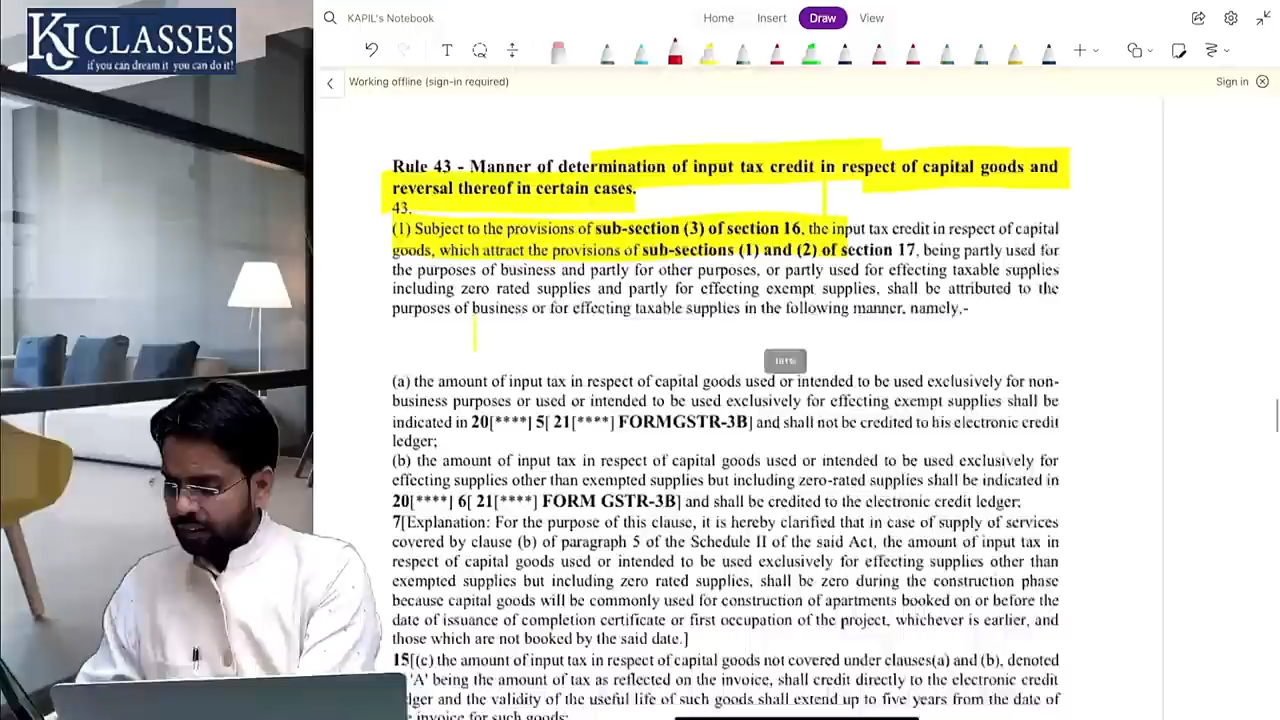 KJ CLASSES
if you can dream it you can do it!
KAPIL's Notebook
Home Insert Draw View
Working offline (sign-in required)
Sign in
Rule 43 - Manner of determination of input tax credit in respect of capital goods and
reversal thereof in certain cases.
43.
(1) Subject to the provisions of sub-section (3) of section 16, the input tax credit in respect of capital
goods, which attract the provisions of sub-sections (1) and (2) of section 17, being partly used for
the purposes of business and partly for other purposes, or partly used for effecting taxable supplies
including zero rated supplies and partly for effecting exempt supplies, shall be attributed to the
purposes of business or for effecting taxable supplies in the following manner, namely,-
(a) the amount of input tax in respect of capital goods used or intended to be used exclusively for non-
business purposes or used or intended to be used exclusively for effecting exempt supplies shall be
indicated in 20[****] 5[ 21[****] FORMGSTR-3B] and shall not be credited to his electronic credit
ledger;
(b) the amount of input tax in respect of capital goods used or intended to be used exclusively for
effecting supplies other than exempted supplies but including zero-rated supplies shall be indicated in
20[****] 6[ 21[****] FORM GSTR-3B] and shall be credited to the electronic credit ledger;
7[Explanation: For the purpose of this clause, it is hereby clarified that in case of supply of services
covered by clause (b) of paragraph 5 of the Schedule II of the said Act, the amount of input tax in
respect of capital goods used or intended to be used exclusively for effecting supplies other than
exempted supplies but including zero rated supplies, shall be zero during the construction phase
because capital goods will be commonly used for construction of apartments booked on or before the
date of issuance of completion certificate or first occupation of the project, whichever is earlier, and
those which are not booked by the said date.]
15[(c) the amount of input tax in respect of capital goods not covered under clauses(a) and (b), denoted
'A' being the amount of tax as reflected on the invoice, shall credit directly to the electronic credit
ger and the validity of the useful life of such goods shall extend up to five years from the date of
invoice for such goods: